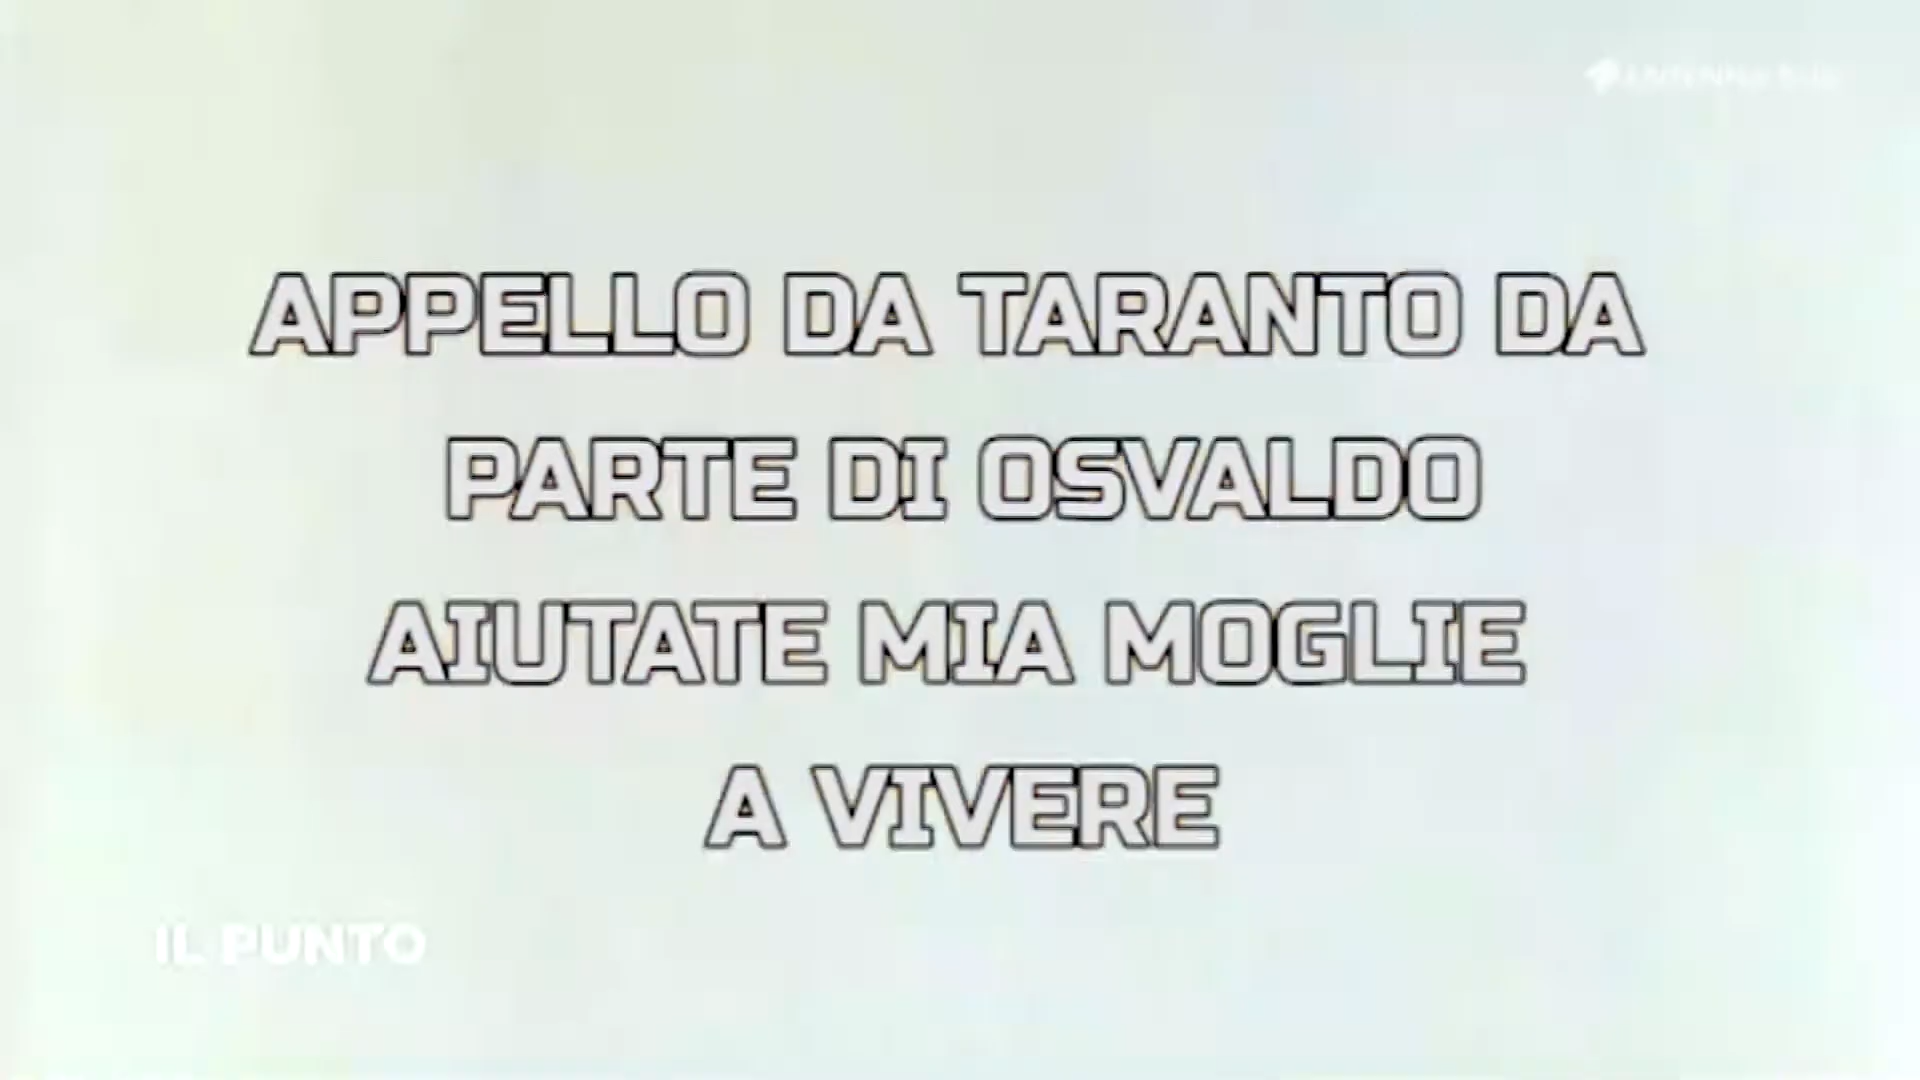 APPELLO DA TARANTO DA
PARTE DI OSVALDO
AIUTATE MIA MOGLIE
A VIVERE
IL PUNTO